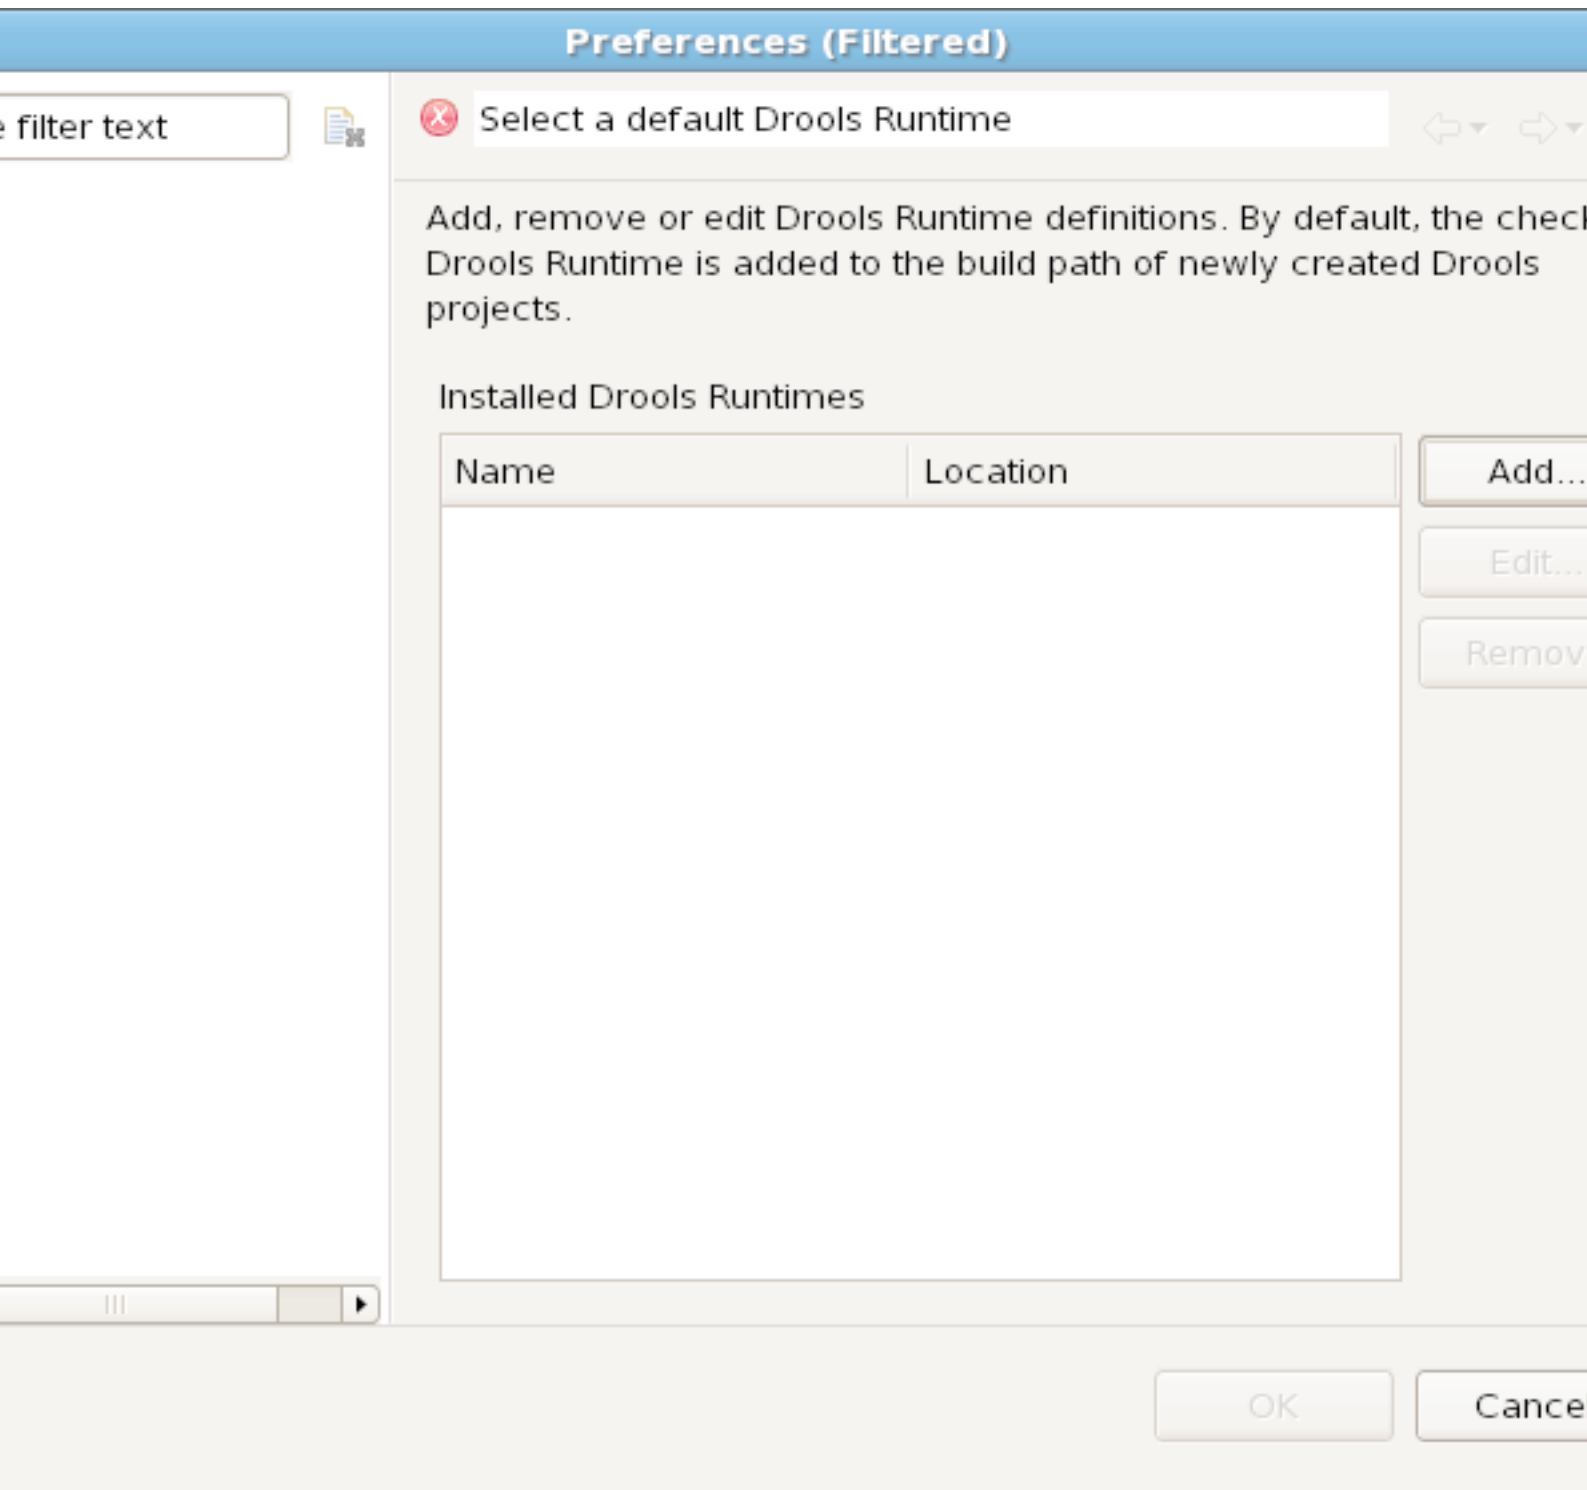 Preferences (Filtered)
filter text
Select a default Drools Runtime
Add, remove or edit Drools Runtime definitions. By default, the check
Drools Runtime is added to the build path of newly created Drools
projects.
Installed Drools Runtimes
Name Location
Add...
Edit...
Remov
OK Cancel